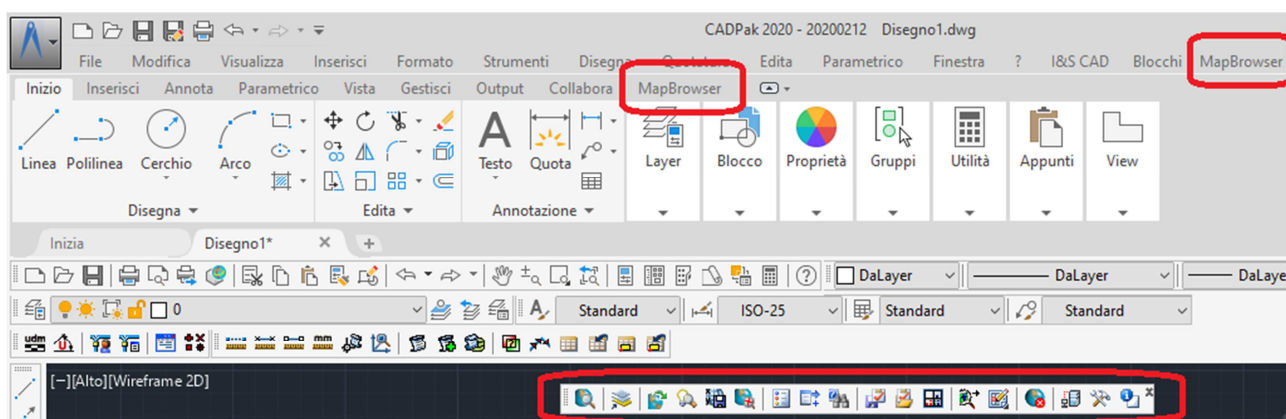 CADPak 2020 - 20200212 Disegno1.dwg
File Modifica Visualizza Inserisci Formato Strumenti Disegna Quotatura Edita Parametrico Finestra ? I&S CAD Blocchi MapBrowser
Inizio Inserisci Annota Parametrico Vista Gestisci Output Collabora MapBrowser
Linea Polilinea Cerchio Arco Testo Quota Layer Blocco Proprietà Gruppi Utilità Appunti View
Disegna Edita Annotazione
Inizia Disegno1*
DaLayer DaLayer DaLaye
0 Standard ISO-25 Standard Standard
udm mm
[−][Alto][Wireframe 2D]